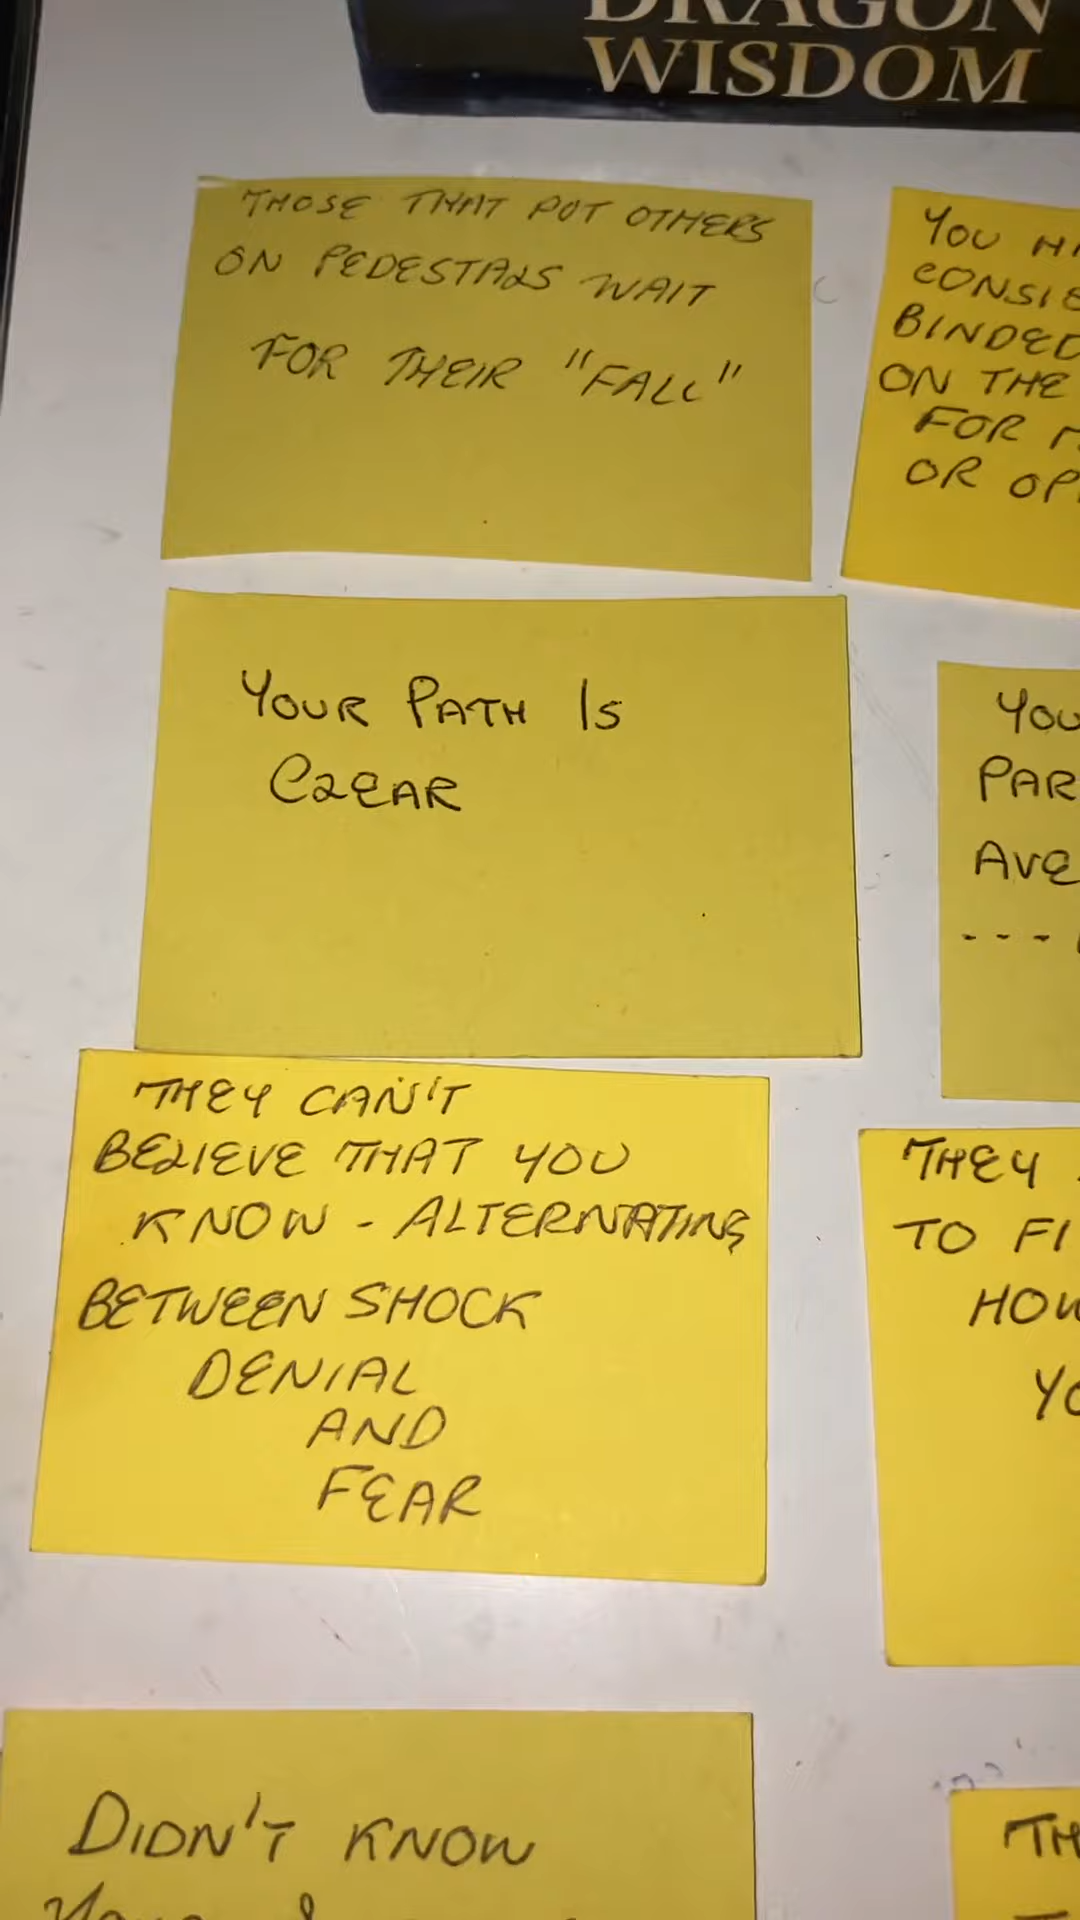 DRAGON
WISDOM
THOSE THAT PUT OTHERS
ON PEDESTALS WAIT
FOR THEIR "FALL"
YOU
CONSI
BINDED
ON THE
FOR
OR OP
YOUR PATH IS
CLEAR
YOU
PAR
AVE
---
THEY CAN'T
BELIEVE THAT YOU
KNOW - ALTERNATING
BETWEEN SHOCK
DENIAL
AND
FEAR
THEY
TO FI
HOW
YO
DIDN'T KNOW
TH